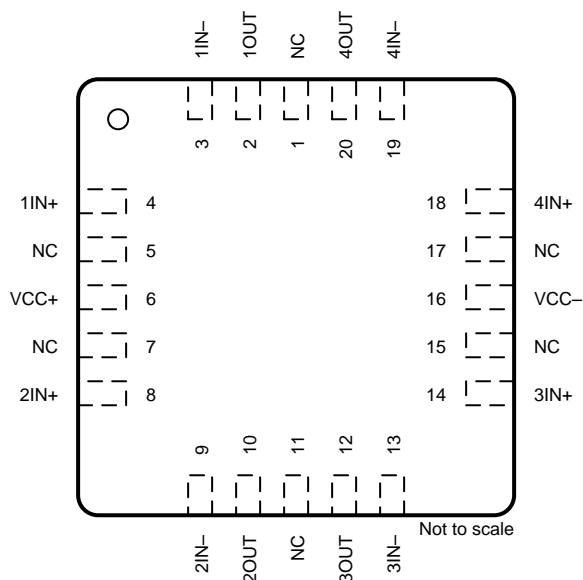 1IN–
1OUT
NC
4OUT
4IN–
3
2
1
20
19
1IN+ 4
18 4IN+
NC 5
17 NC
VCC+ 6
16 VCC–
NC 7
15 NC
2IN+ 8
14 3IN+
9
10
11
12
13
2IN–
2OUT
NC
3OUT
3IN–
Not to scale